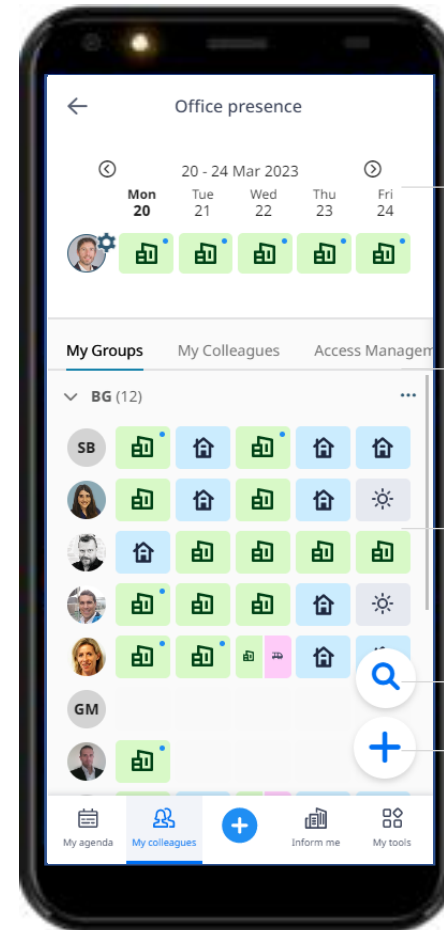 Office presence
20 - 24 Mar 2023
Mon Tue Wed Thu Fri
20 21 22 23 24
My Groups My Colleagues Access Managem
BG (12)
SB
GM
My agenda My colleagues Inform me My tools